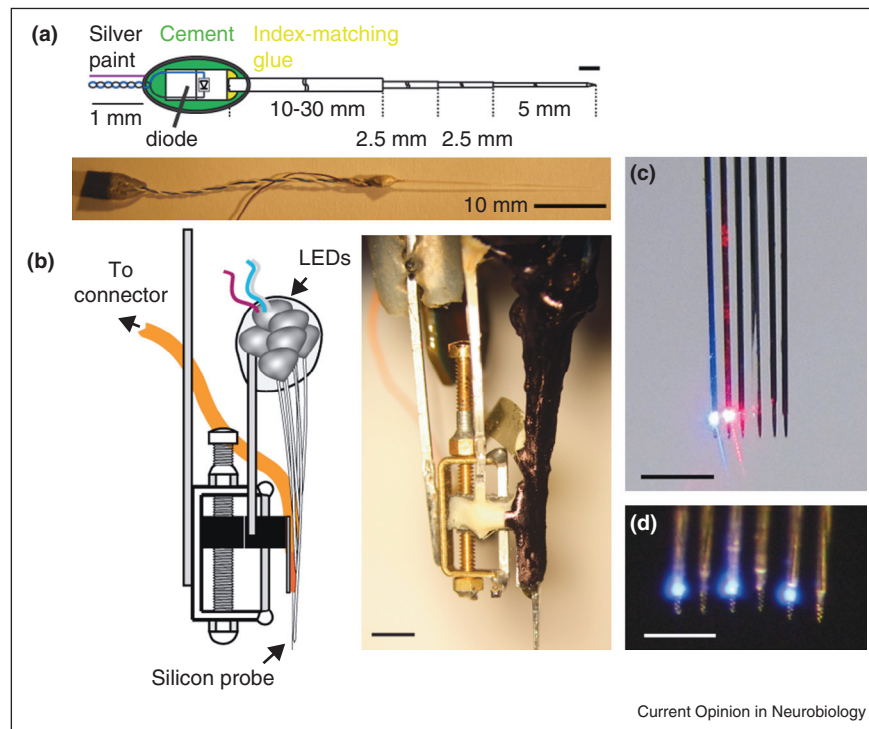 (a)
Silver paint
Cement
Index-matching glue
1 mm
diode
10-30 mm
2.5 mm
2.5 mm
5 mm
10 mm
(b)
To connector
LEDs
Silicon probe
(c)
(d)
Current Opinion in Neurobiology